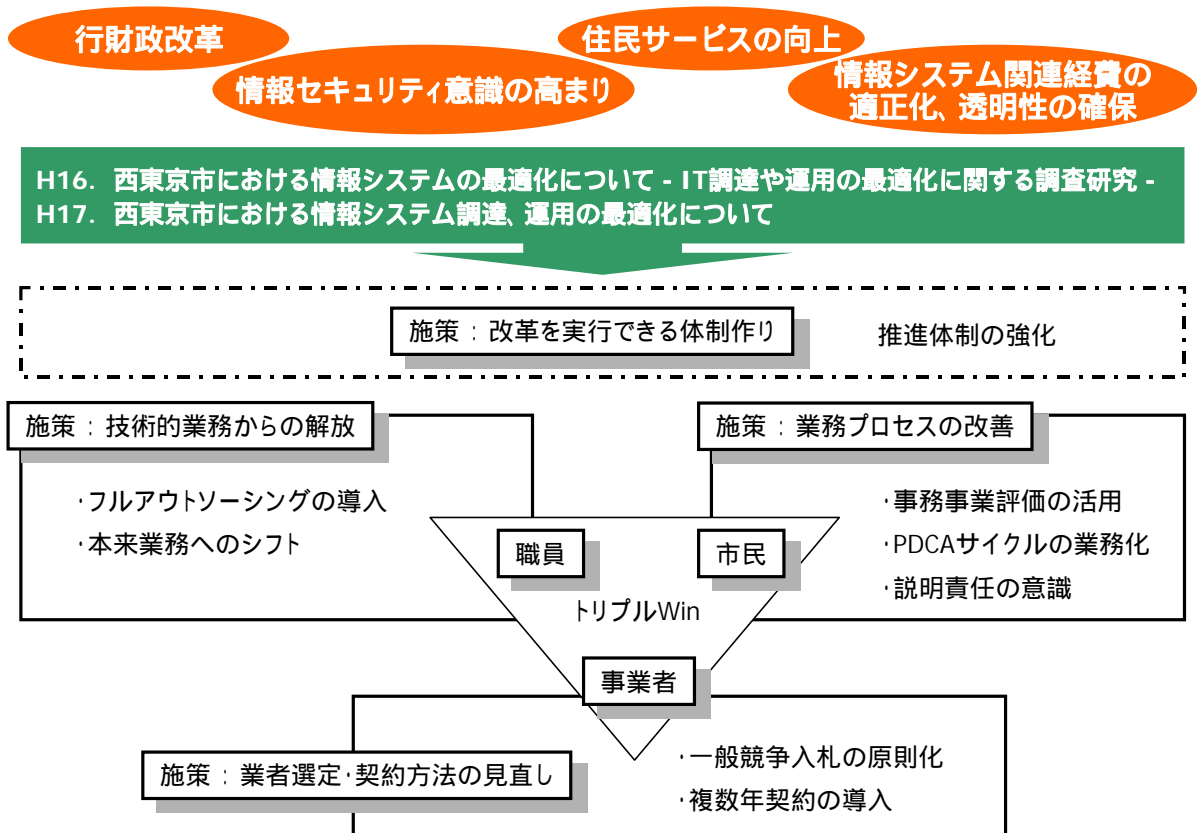 行財政改革
住民サービスの向上
情報セキュリティ意識の高まり
情報システム関連経費の
適正化、透明性の確保
H16. 西東京市における情報システムの最適化について - IT調達や運用の最適化に関する調査研究 -
H17. 西東京市における情報システム調達、運用の最適化について
施策：改革を実行できる体制作り
推進体制の強化
施策：技術的業務からの解放
・フルアウトソーシングの導入
・本来業務へのシフト
施策：業務プロセスの改善
・事務事業評価の活用
・PDCAサイクルの業務化
・説明責任の意識
職員
市民
トリプルWin
事業者
施策：業者選定・契約方法の見直し
・一般競争入札の原則化
・複数年契約の導入